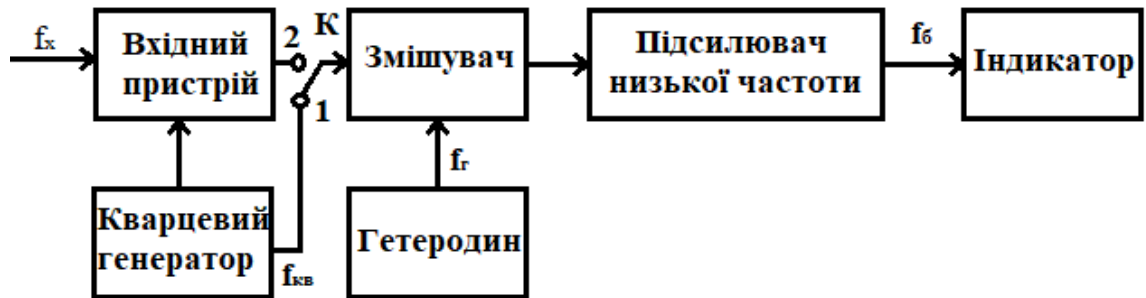 fx
Вхідний
пристрій
2
К
1
Змішувач
Підсилювач
низької частоти
fб
Індикатор
Кварцевий
генератор
fкв
fг
Гетеродин